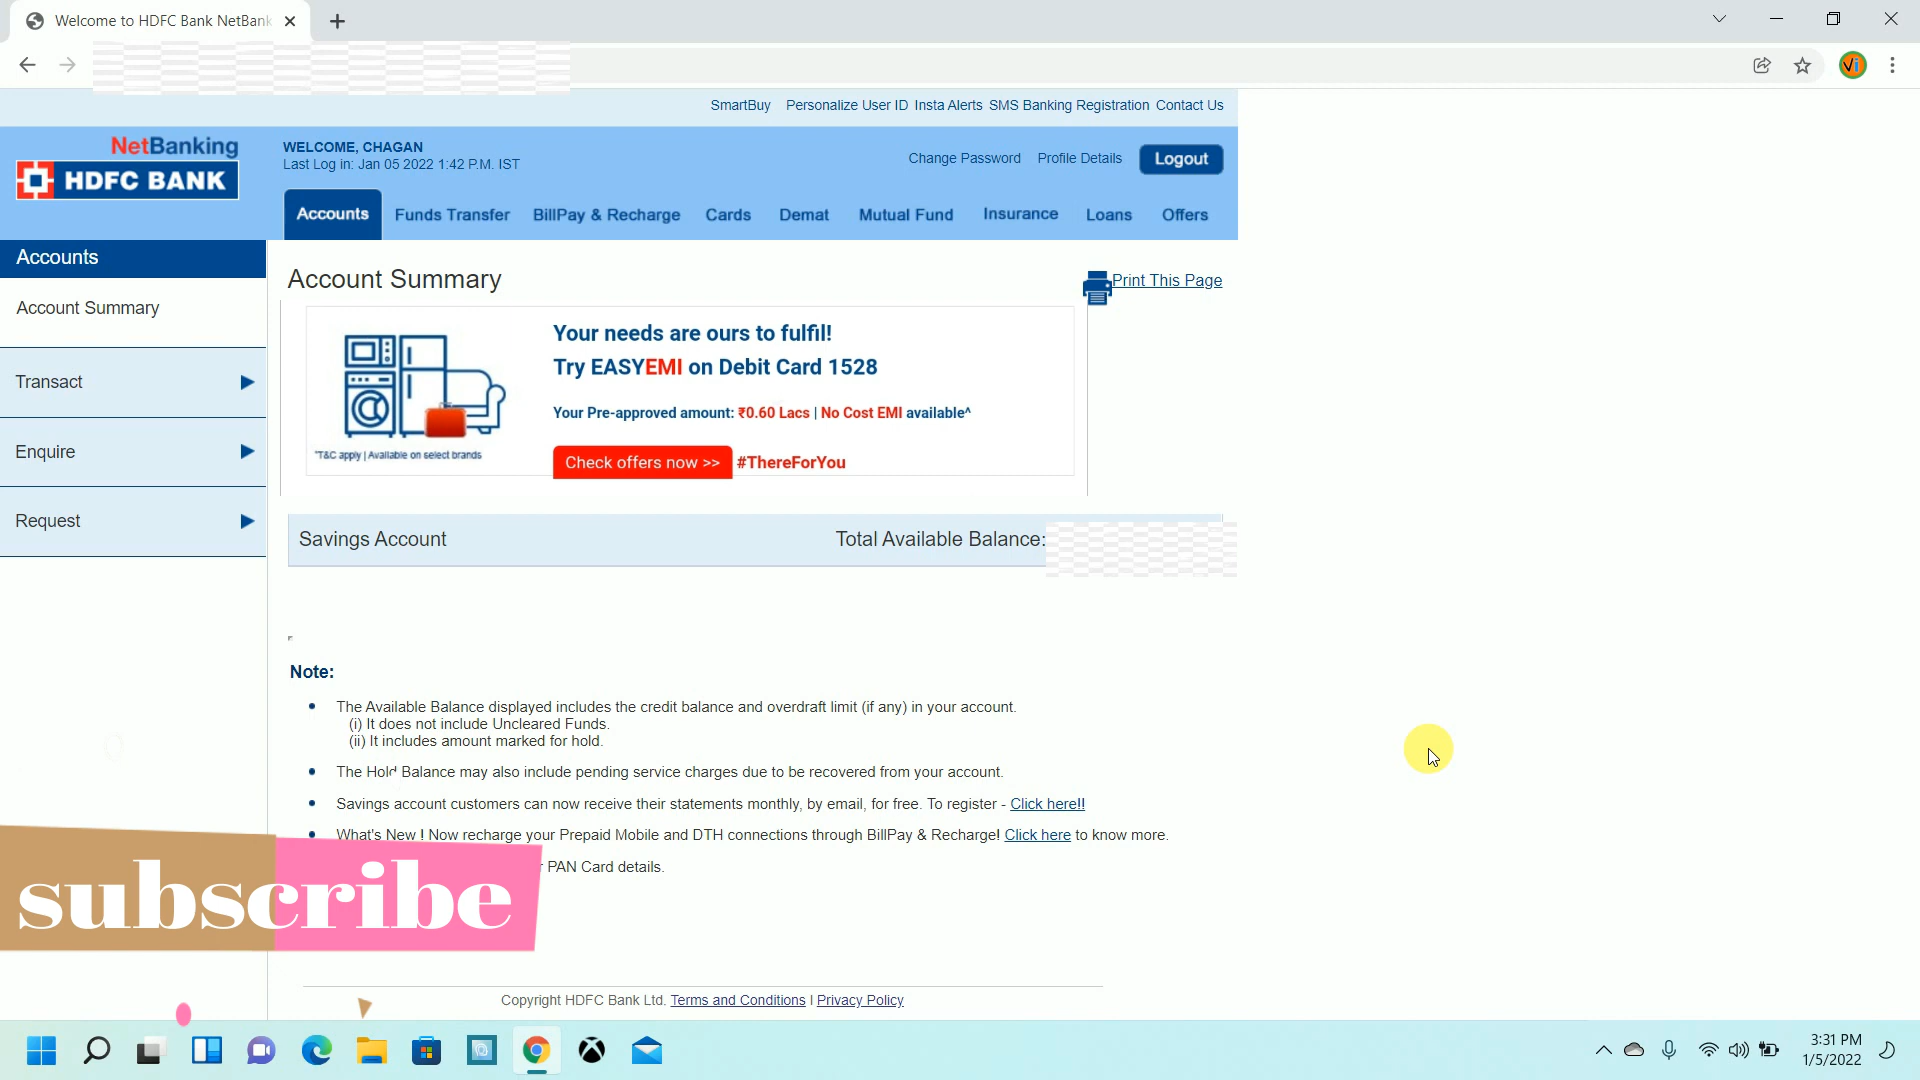 Welcome to HDFC Bank NetBank
SmartBuy Personalize User ID Insta Alerts SMS Banking Registration Contact Us
NetBanking
HDFC BANK
WELCOME, CHAGAN
Last Log in: Jan 05 2022 1:42 P.M. IST
Change Password Profile Details Logout
Accounts Funds Transfer BillPay & Recharge Cards Demat Mutual Fund Insurance Loans Offers
Accounts
Account Summary
Transact
Enquire
Request
Account Summary
Print This Page
Your needs are ours to fulfil!
Try EASYEMI on Debit Card 1528
Your Pre-approved amount: ₹0.60 Lacs | No Cost EMI available^
*T&C apply | Available on select brands
Check offers now >> #ThereForYou
Savings Account Total Available Balance:
Note:
The Available Balance displayed includes the credit balance and overdraft limit (if any) in your account.
(i) It does not include Uncleared Funds.
(ii) It includes amount marked for hold.
The Hold Balance may also include pending service charges due to be recovered from your account.
Savings account customers can now receive their statements monthly, by email, for free. To register - Click here!!
What's New ! Now recharge your Prepaid Mobile and DTH connections through BillPay & Recharge! Click here to know more.
PAN Card details.
subscribe
Copyright HDFC Bank Ltd. Terms and Conditions | Privacy Policy
3:31 PM
1/5/2022